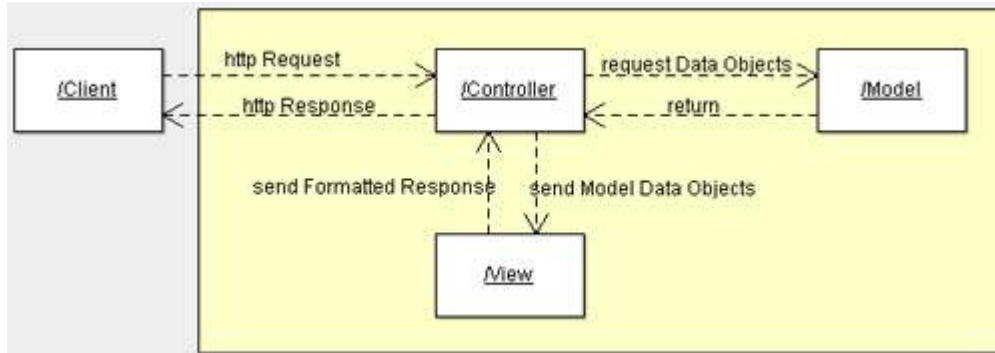 http Request
request Data Objects
/Client
/Controller
/Model
http Response
return
send Formatted Response
send Model Data Objects
/View